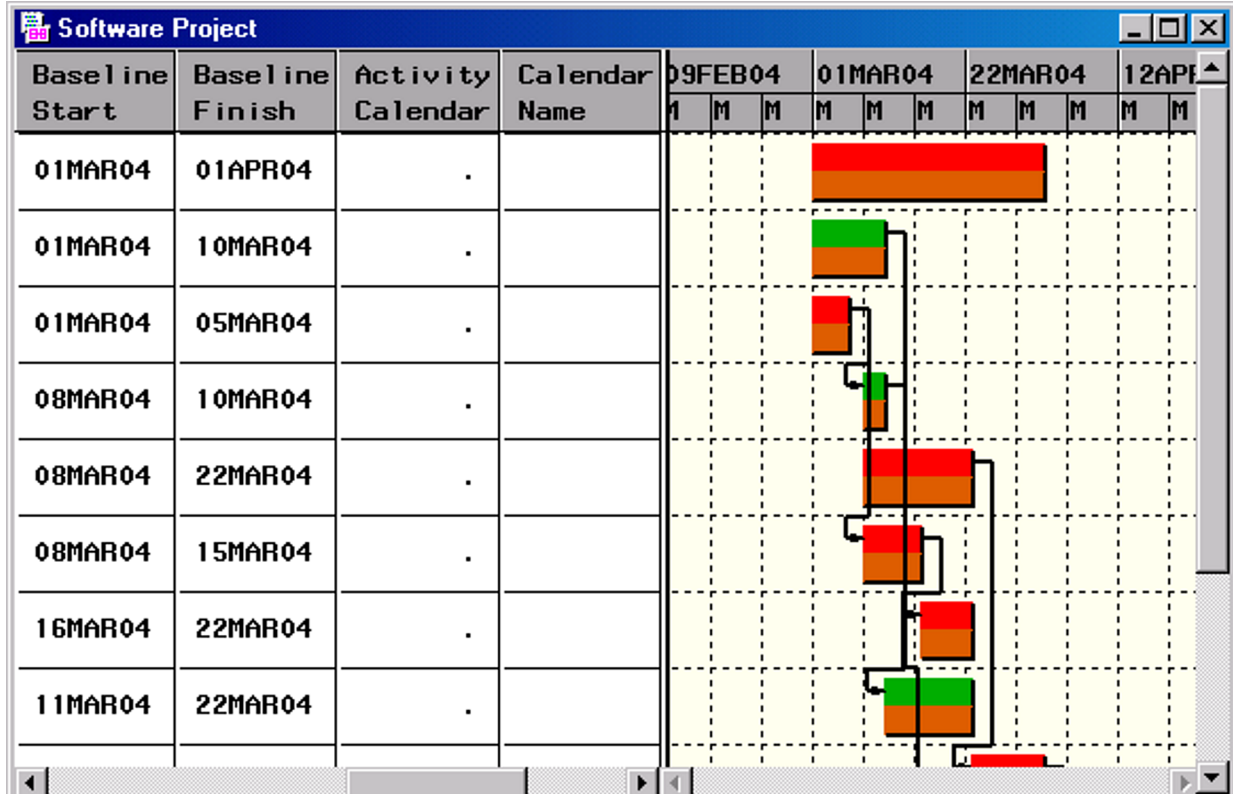 Software Project
Baseline Start Baseline Finish Activity Calendar Calendar Name
09FEB04 01MAR04 22MAR04
M M M M M M M M M M M
01MAR04 01APR04 .
01MAR04 10MAR04 .
01MAR04 05MAR04 .
08MAR04 10MAR04 .
08MAR04 22MAR04 .
08MAR04 15MAR04 .
16MAR04 22MAR04 .
11MAR04 22MAR04 .